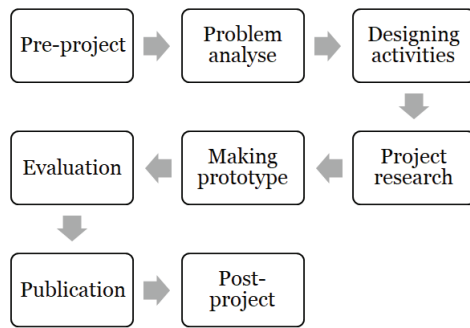 Pre-project
Problem
analyse
Designing
activities
Project
research
Making
prototype
Evaluation
Publication
Post-
project